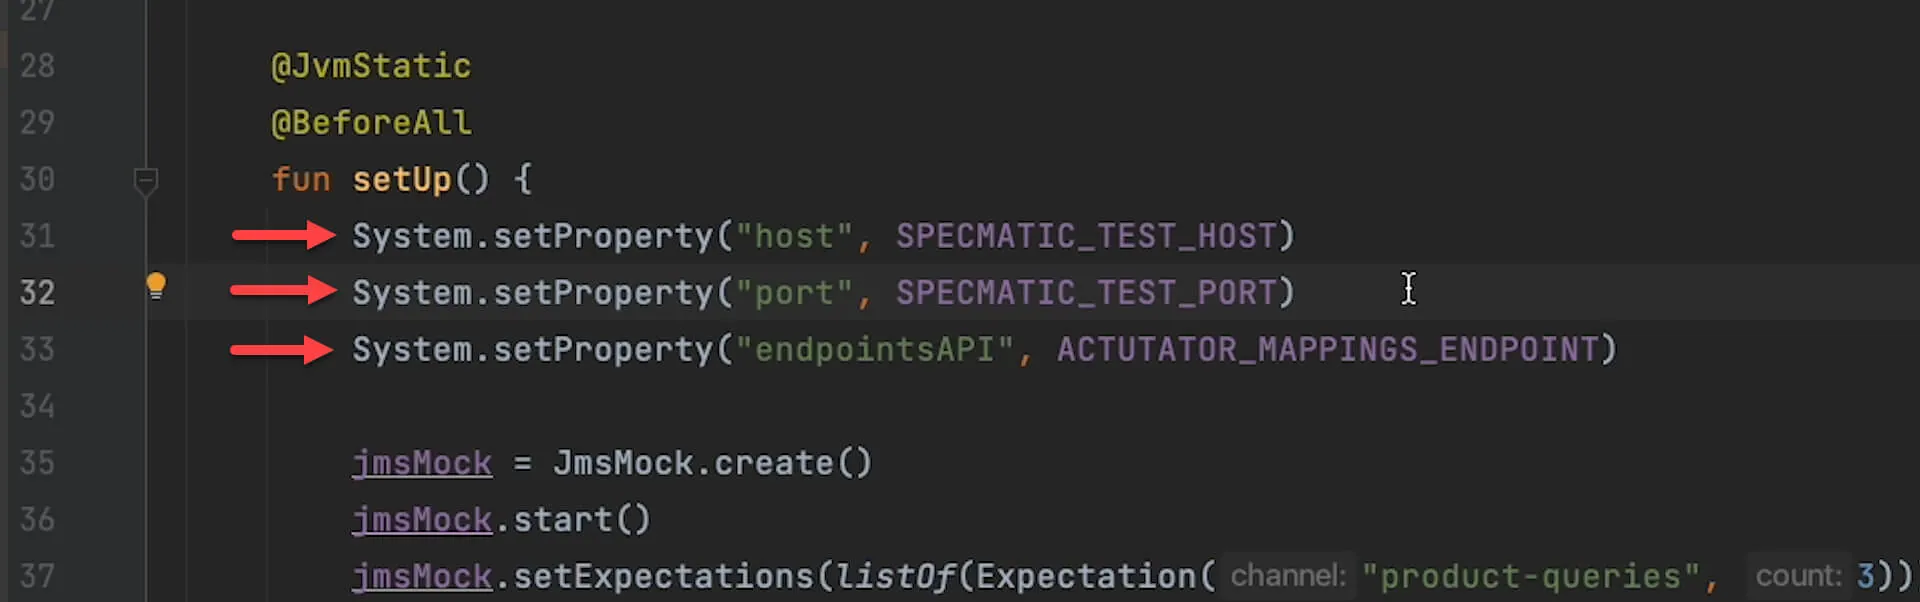 27
28 @JvmStatic
29 @BeforeAll
30 fun setUp() {
31 System.setProperty("host", SPECMATIC_TEST_HOST)
32 System.setProperty("port", SPECMATIC_TEST_PORT)
33 System.setProperty("endpointsAPI", ACTUTATOR_MAPPINGS_ENDPOINT)
34
35 jmsMock = JmsMock.create()
36 jmsMock.start()
37 jmsMock.setExpectations(listOf(Expectation( channel: "product-queries", count: 3))